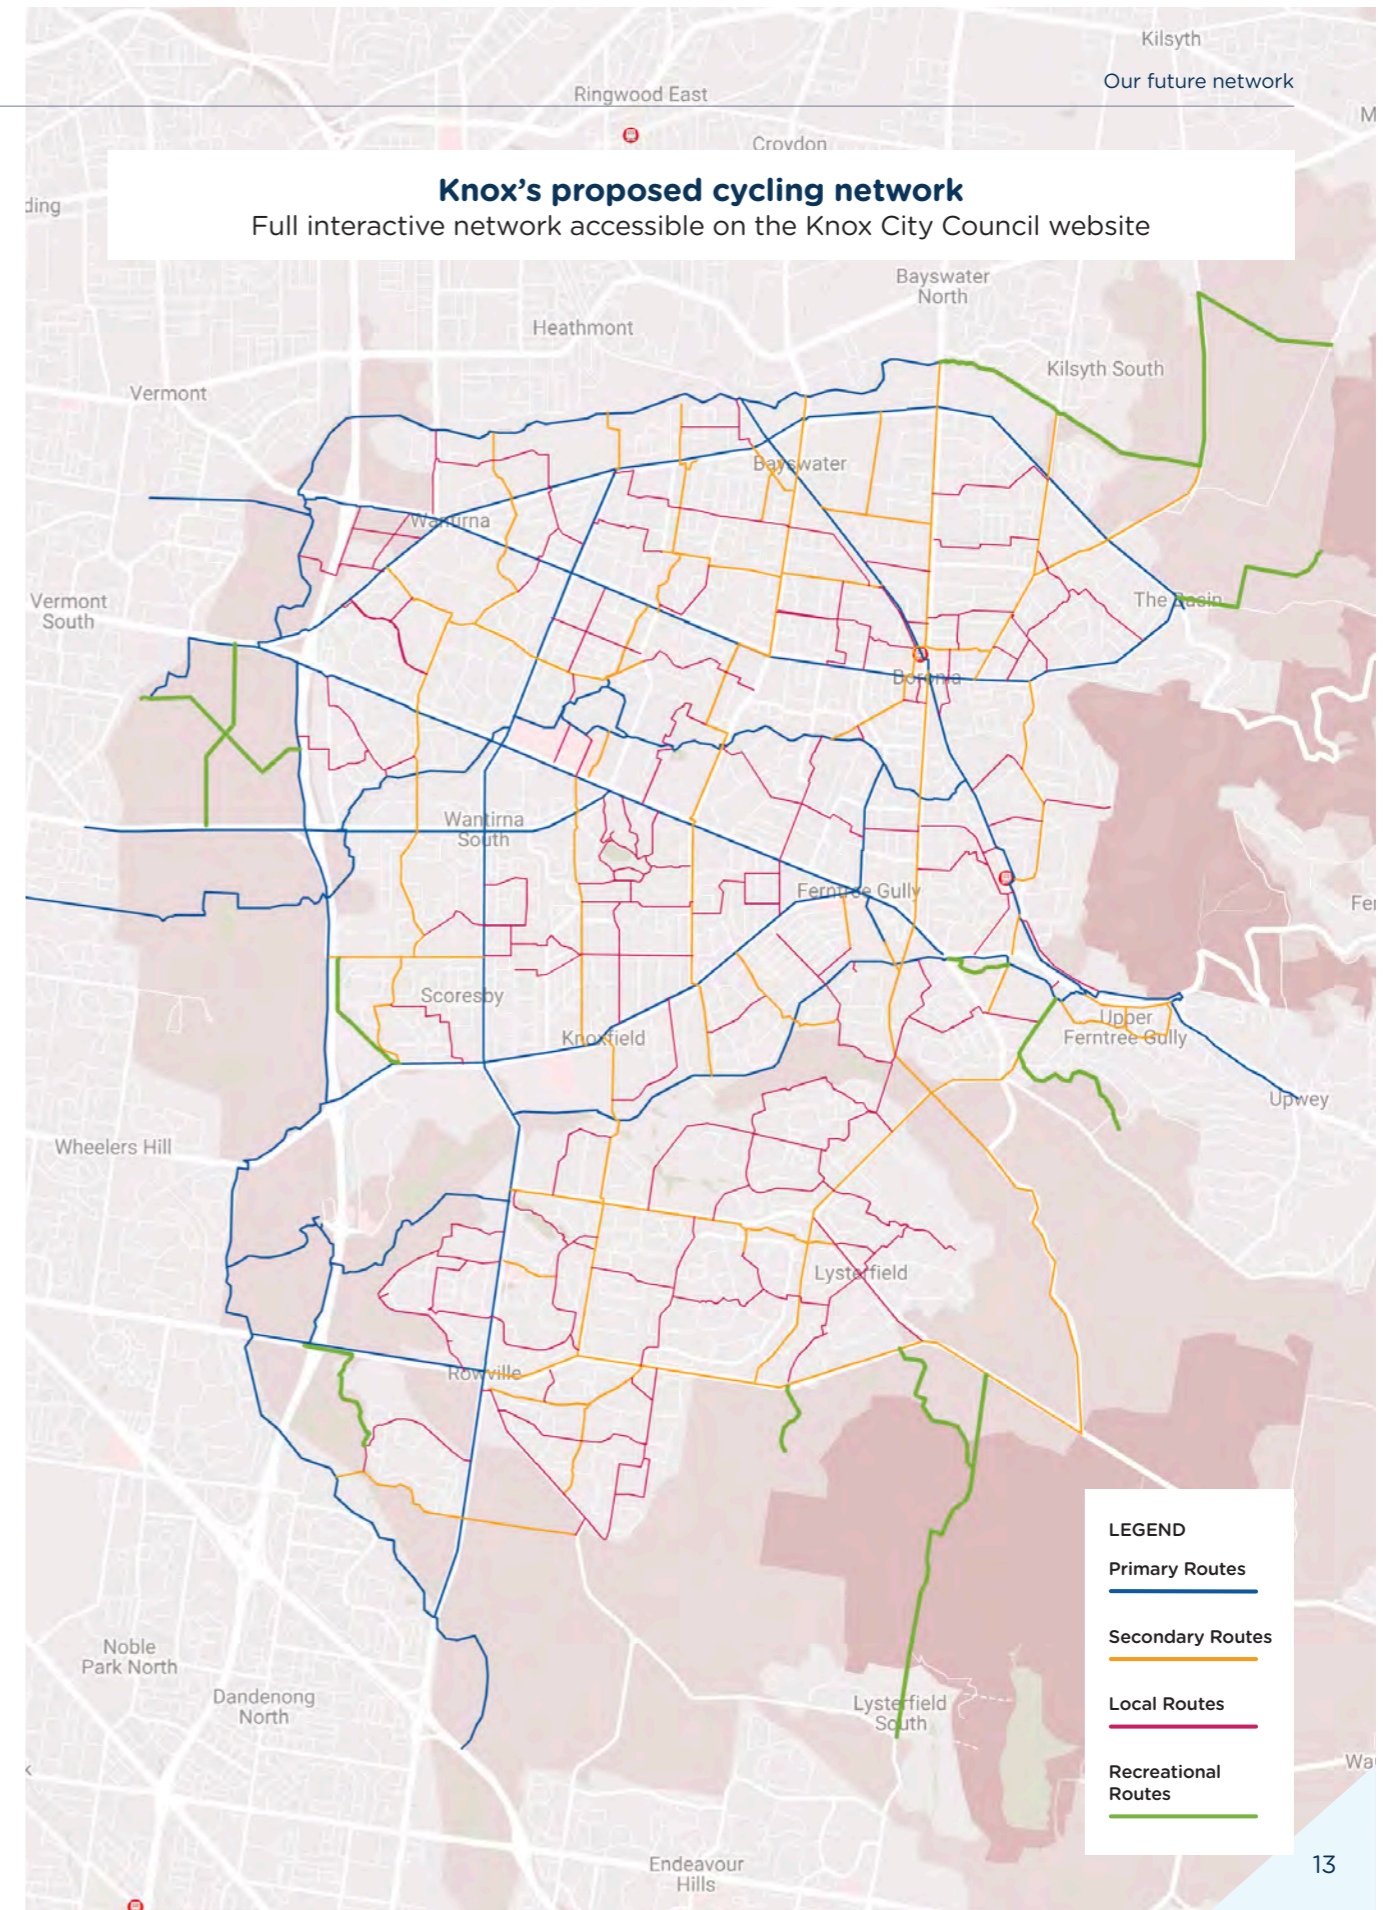 Kilsyth
Our future network
Ringwood East
Croydon
Knox's proposed cycling network
Full interactive network accessible on the Knox City Council website
Bayswater
North
Heathmont
Kilsyth South
Vermont
Bayswater
Wantirna
Vermont
South
The Basin
Boronia
Wantirna
South
Ferntree Gully
Scoresby
Knoxfield
Upper
Ferntree Gully
Upwey
Wheelers Hill
Lysterfield
Rowville
LEGEND
Primary Routes
Secondary Routes
Local Routes
Recreational
Routes
Noble
Park North
Dandenong
North
Lysterfield
South
Endeavour
Hills
13